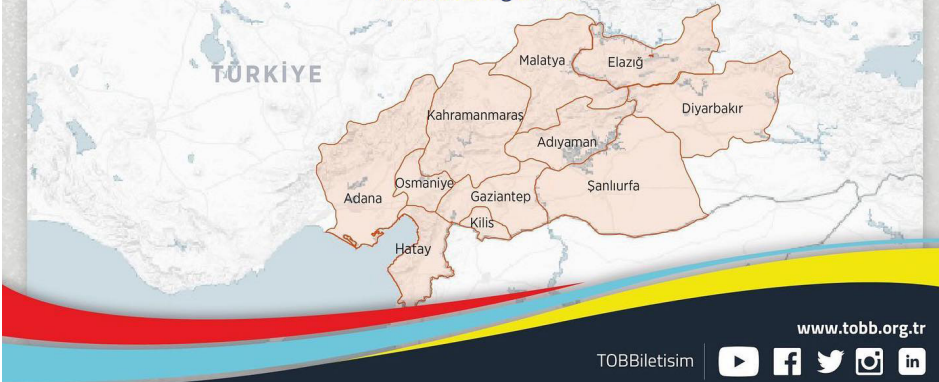 TÜRKİYE
Malatya
Elazığ
Diyarbakır
Kahramanmaraş
Adıyaman
Osmaniye
Şanlıurfa
Adana
Gaziantep
Kilis
Hatay
www.tobb.org.tr
TOBBiletisim